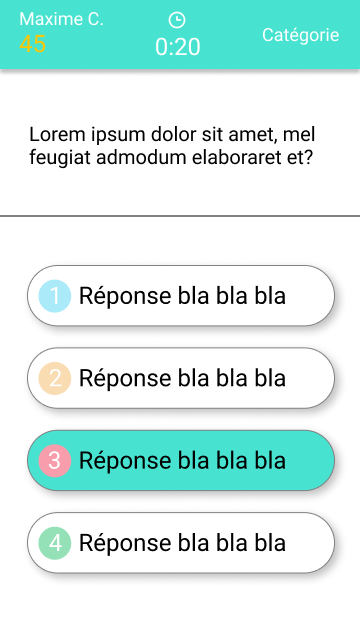 Maxime C.
45
0:20
Catégorie
Lorem ipsum dolor sit amet, mel
feugiat admodum elaboraret et?
1 Réponse bla bla bla
2 Réponse bla bla bla
3 Réponse bla bla bla
4 Réponse bla bla bla